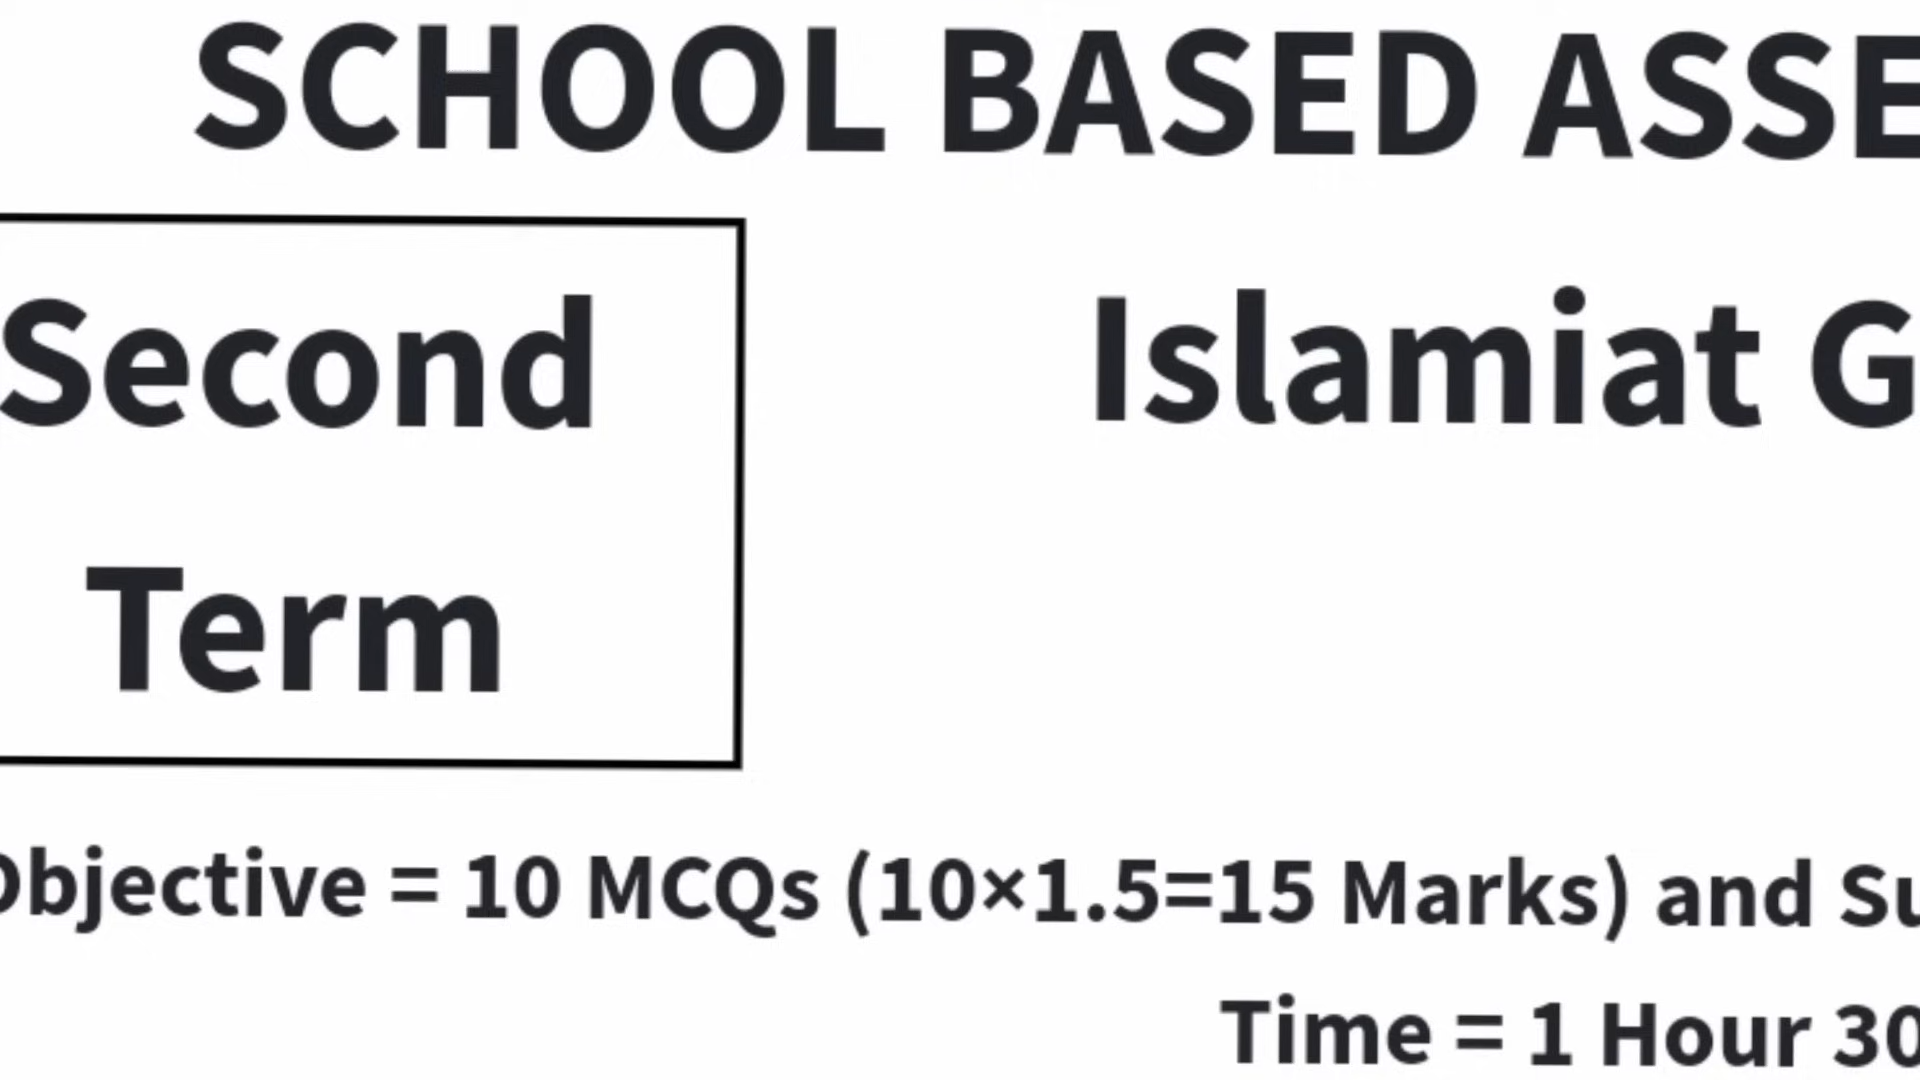 SCHOOL BASED ASSE
Second
Term
Islamiat G
Objective = 10 MCQs (10×1.5=15 Marks) and Su
Time = 1 Hour 30